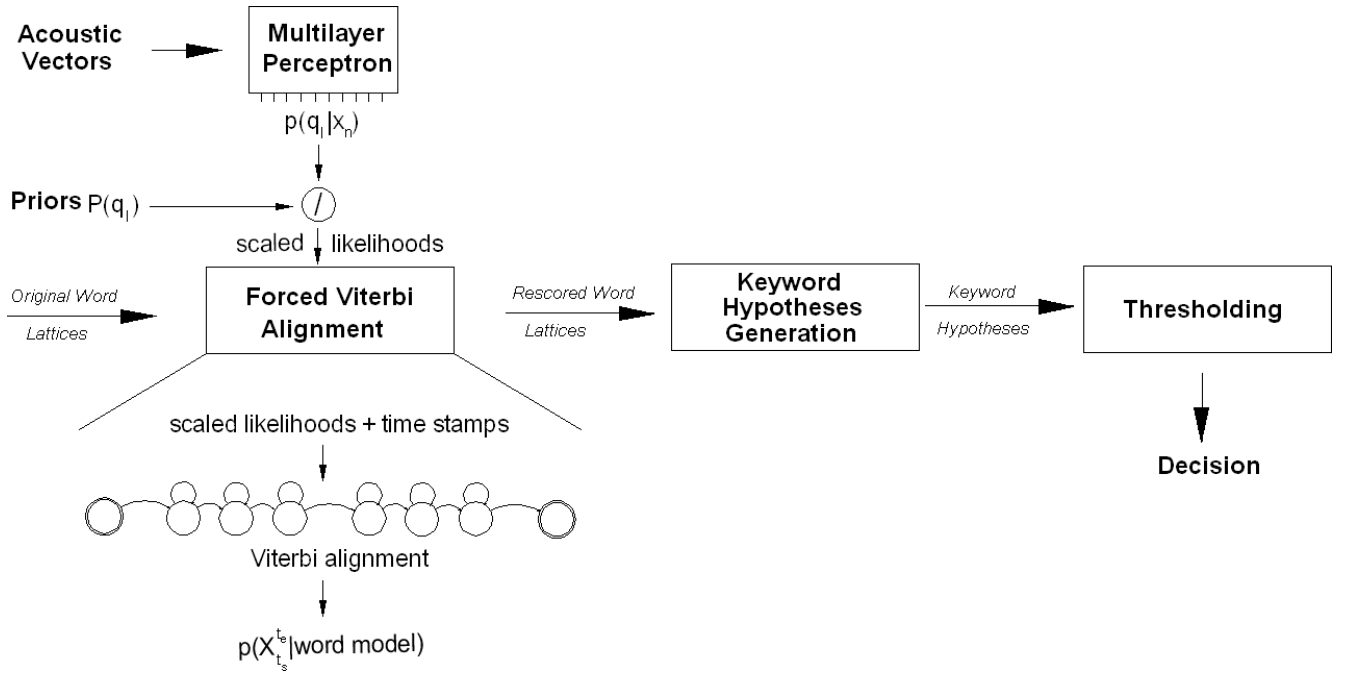 Acoustic
Vectors
Multilayer
Perceptron
p(q_l|x_n)
Priors P(q_l)
/
scaled likelihoods
Original Word
Lattices
Forced Viterbi
Alignment
Rescored Word
Lattices
Keyword
Hypotheses
Generation
Keyword
Hypotheses
Thresholding
Decision
scaled likelihoods + time stamps
Viterbi alignment
p(X_{t_s}^{t_e}|word model)